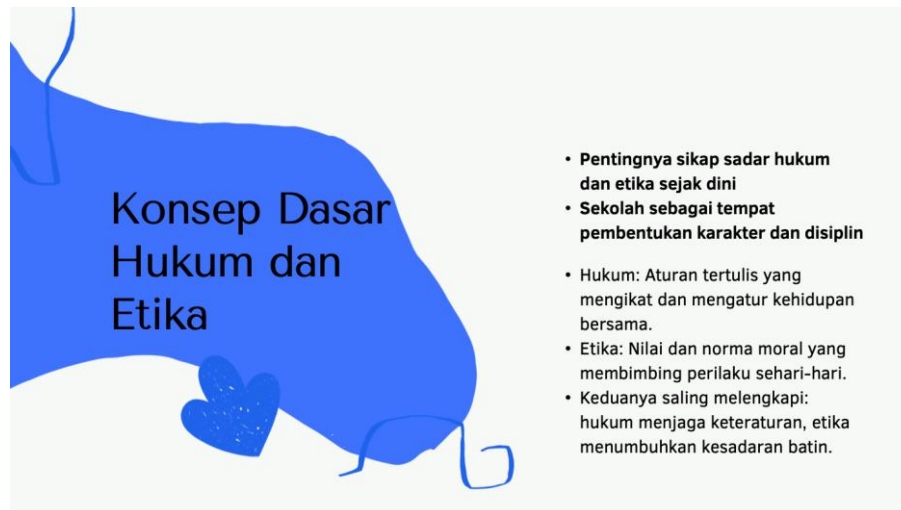 Konsep Dasar
Hukum dan
Etika
• Pentingnya sikap sadar hukum
dan etika sejak dini
• Sekolah sebagai tempat
pembentukan karakter dan disiplin
• Hukum: Aturan tertulis yang
mengikat dan mengatur kehidupan
bersama.
• Etika: Nilai dan norma moral yang
membimbing perilaku sehari-hari.
• Keduanya saling melengkapi:
hukum menjaga keteraturan, etika
menumbuhkan kesadaran batin.